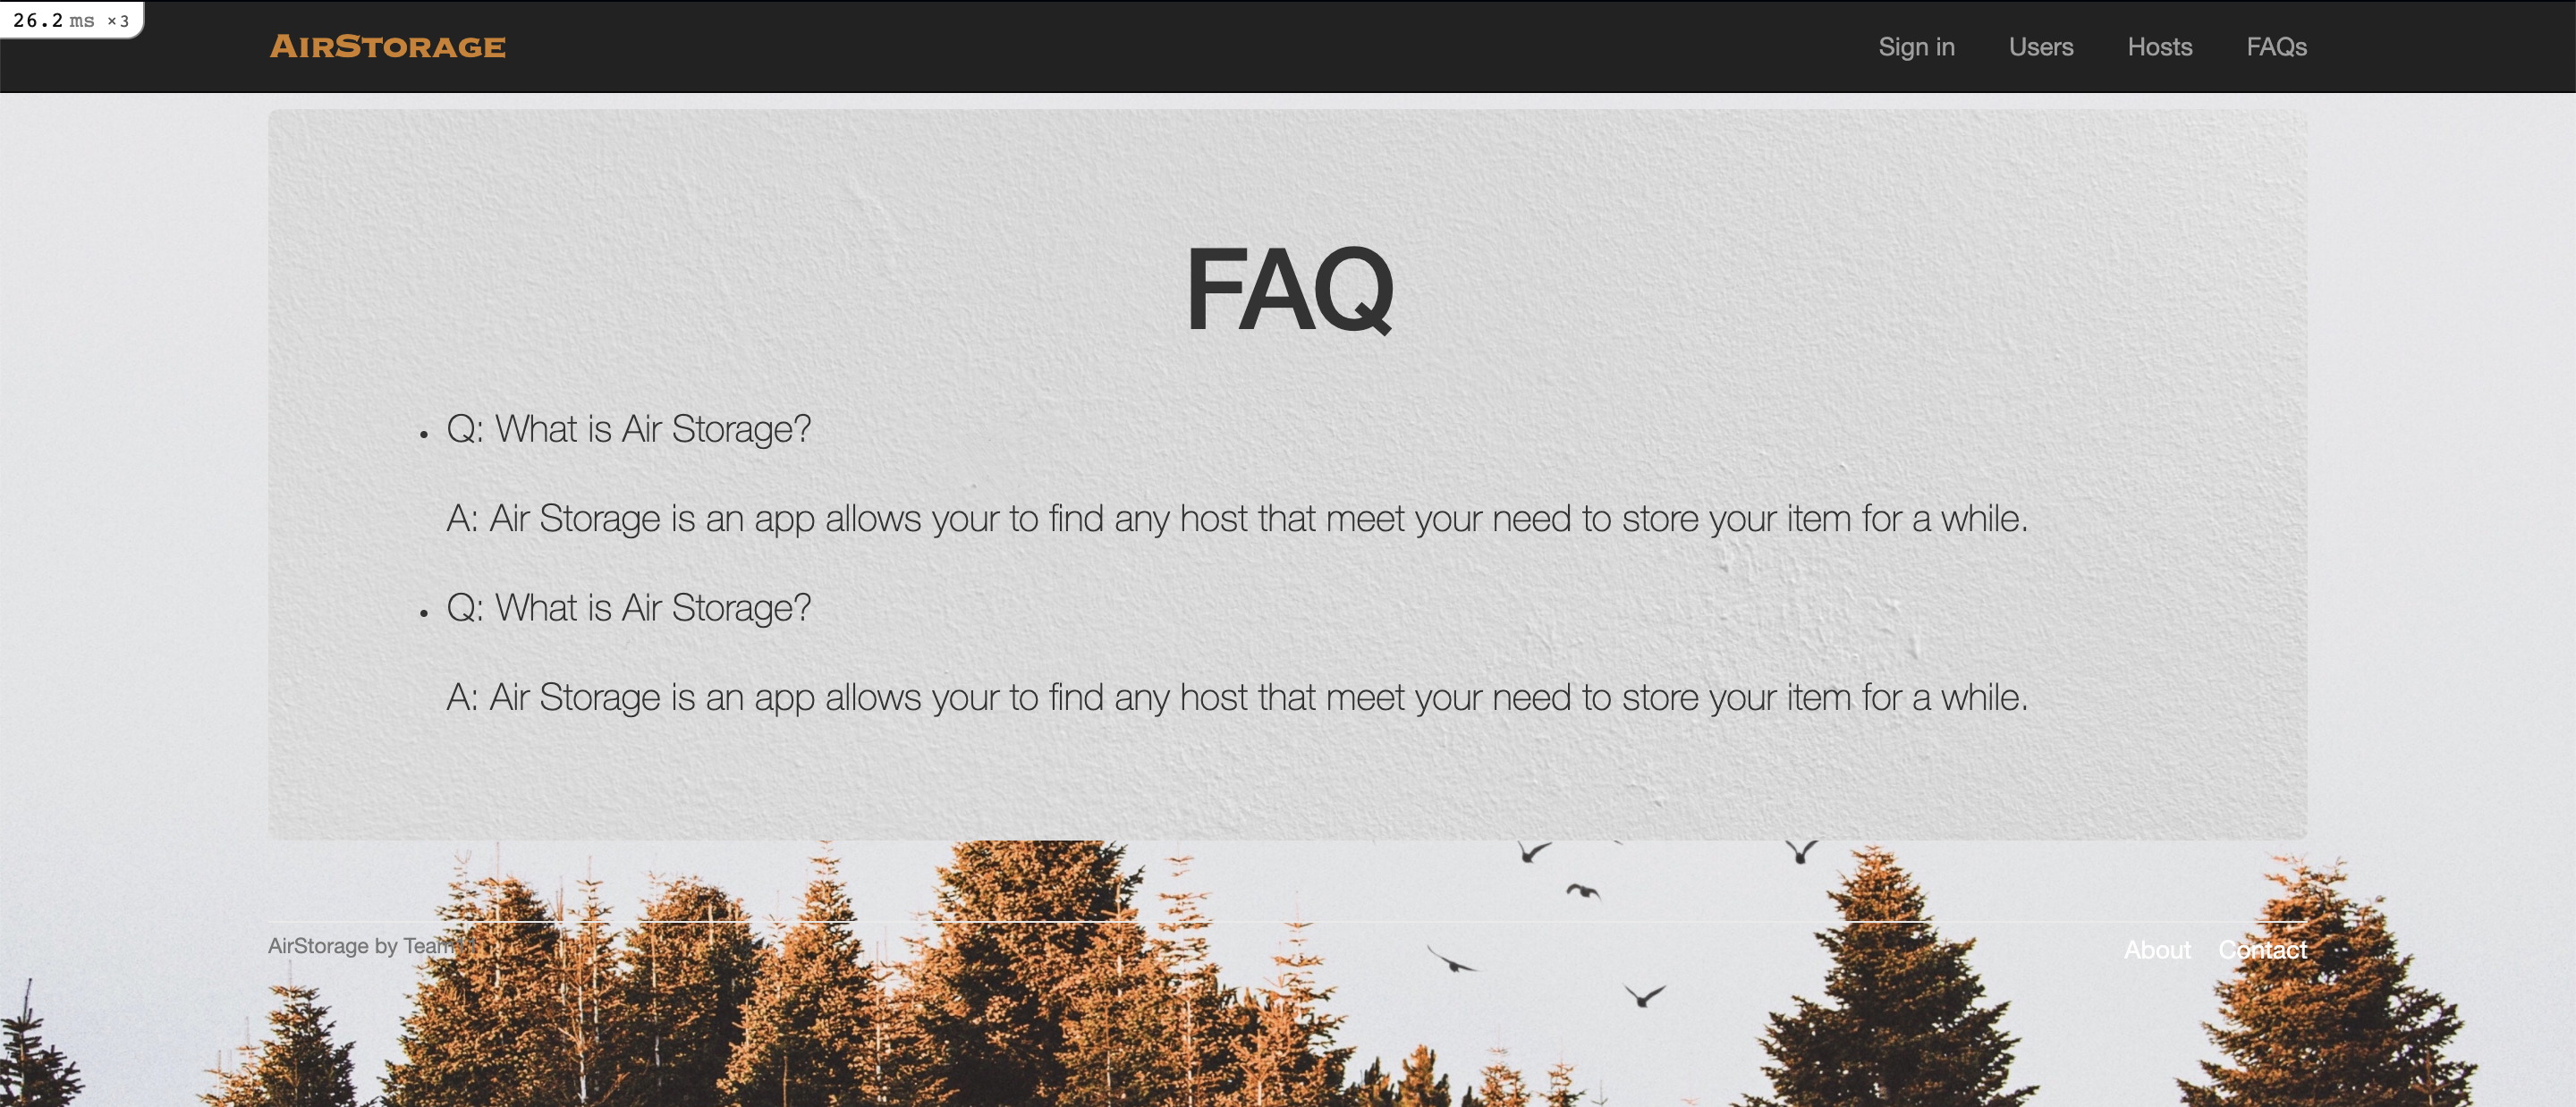 26.2 ms ×3
AIRSTORAGE
Sign in Users Hosts FAQs
FAQ
• Q: What is Air Storage?
A: Air Storage is an app allows your to find any host that meet your need to store your item for a while.
• Q: What is Air Storage?
A: Air Storage is an app allows your to find any host that meet your need to store your item for a while.
AirStorage by Team
About Contact